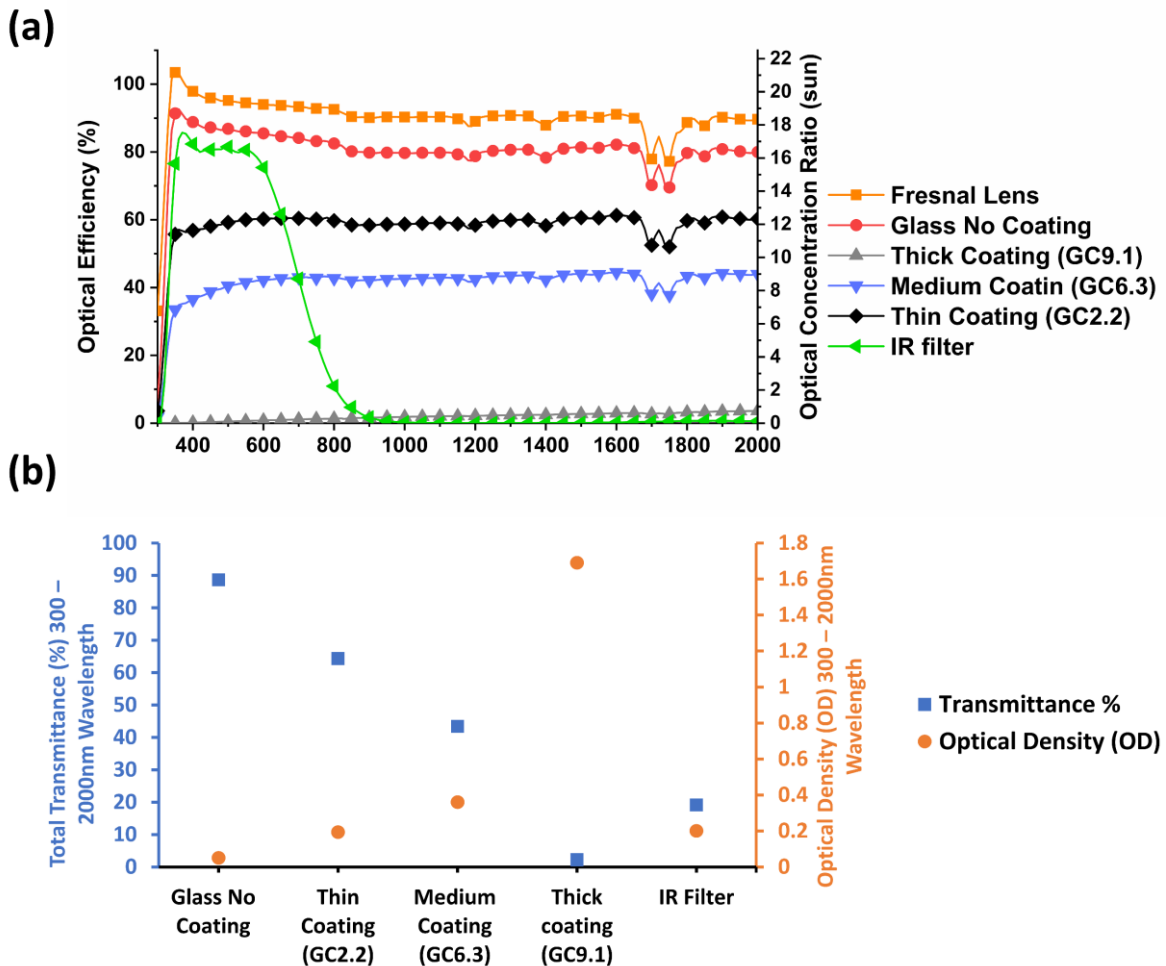 (a)
Optical Efficiency (%)
100
80
60
40
20
0
400 600 800 1000 1200 1400 1600 1800 2000
22
20
18
16
14
12
10
8
6
4
2
0
Optical Concentration Ratio (sun)
Fresnal Lens
Glass No Coating
Thick Coating (GC9.1)
Medium Coatin (GC6.3)
Thin Coating (GC2.2)
IR filter
(b)
Total Transmittance (%) 300 –
2000nm Wavelength
100
90
80
70
60
50
40
30
20
10
0
1.8
1.6
1.4
1.2
1
0.8
0.6
0.4
0.2
0
Optical Density (OD) 300 – 2000nm
Wavelength
Glass No
Coating
Thin
Coating
(GC2.2)
Medium
Coating
(GC6.3)
Thick
coating
(GC9.1)
IR Filter
Transmittance %
Optical Density (OD)